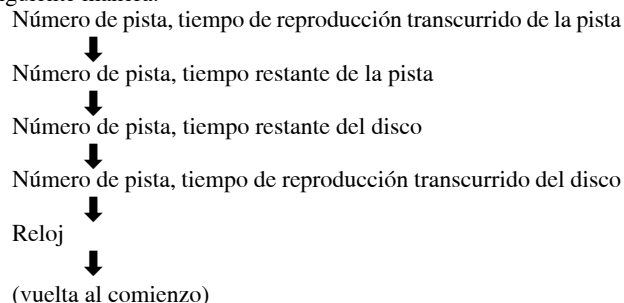 siguiente manera:
Número de pista, tiempo de reproducción transcurrido de la pista
Número de pista, tiempo restante de la pista
Número de pista, tiempo restante del disco
Número de pista, tiempo de reproducción transcurrido del disco
Reloj
(vuelta al comienzo)